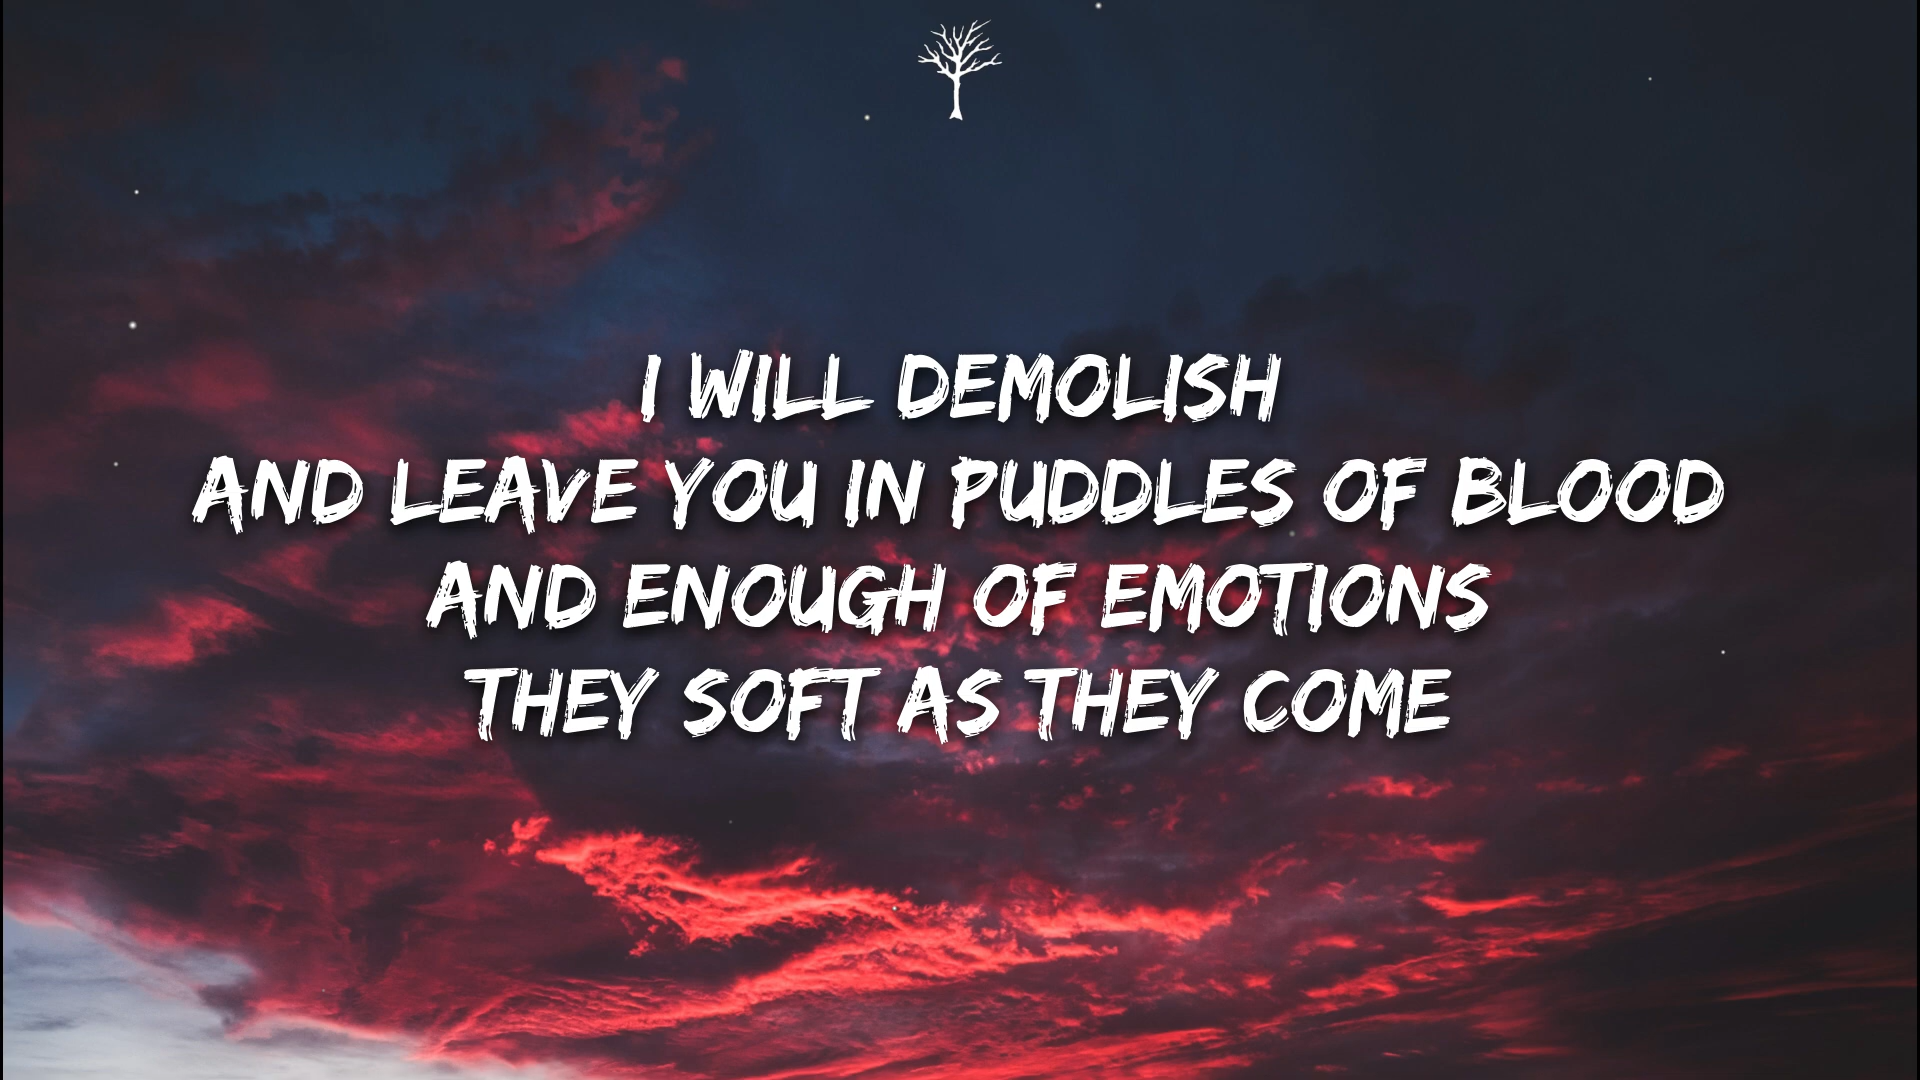 I WILL DEMOLISH
AND LEAVE YOU IN PUDDLES OF BLOOD
AND ENOUGH OF EMOTIONS
THEY SOFT AS THEY COME